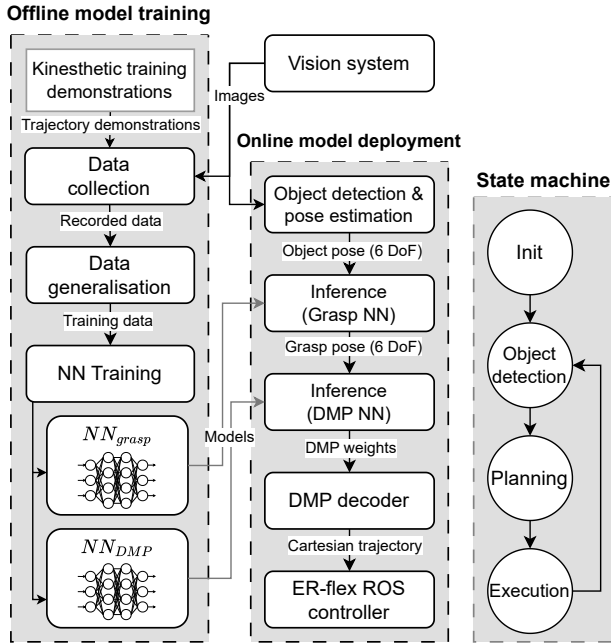 Offline model training
Kinesthetic training
demonstrations
Trajectory demonstrations
Data
collection
Recorded data
Data
generalisation
Training data
NN Training
NN_grasp
NN_DMP
Vision system
Images
Models
Online model deployment
Object detection &
pose estimation
Object pose (6 DoF)
Inference
(Grasp NN)
Grasp pose (6 DoF)
Inference
(DMP NN)
DMP weights
DMP decoder
Cartesian trajectory
ER-flex ROS
controller
State machine
Init
Object
detection
Planning
Execution